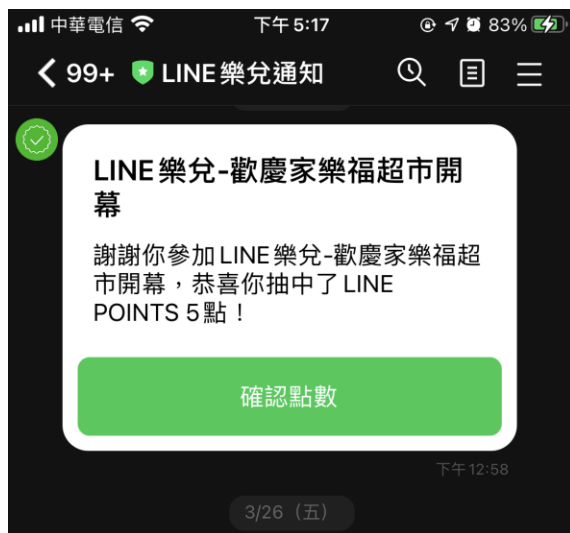 中華電信 下午 5:17 83%
99+ LINE 樂兌通知
LINE 樂兌-歡慶家樂福超市開
幕
謝謝你參加 LINE 樂兌-歡慶家樂福超
市開幕，恭喜你抽中了 LINE
POINTS 5 點！
確認點數
下午 12:58
3/26（五）